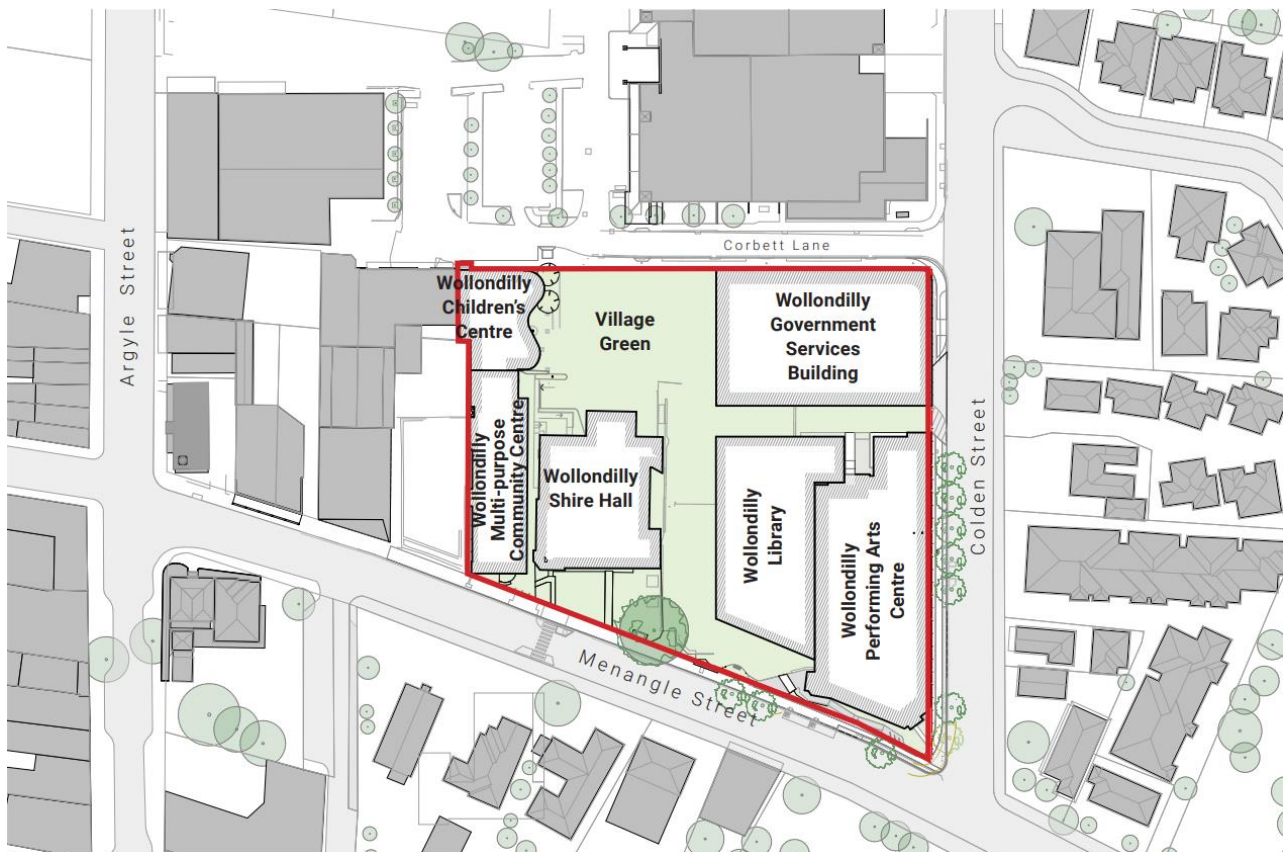 Corbett Lane
Argyle Street
Wollondilly
Children's
Centre
Village
Green
Wollondilly
Government
Services
Building
Wollondilly
Multi-purpose
Community Centre
Wollondilly
Shire Hall
Wollondilly
Library
Wollondilly
Performing Arts
Centre
Colden Street
Menangle Street